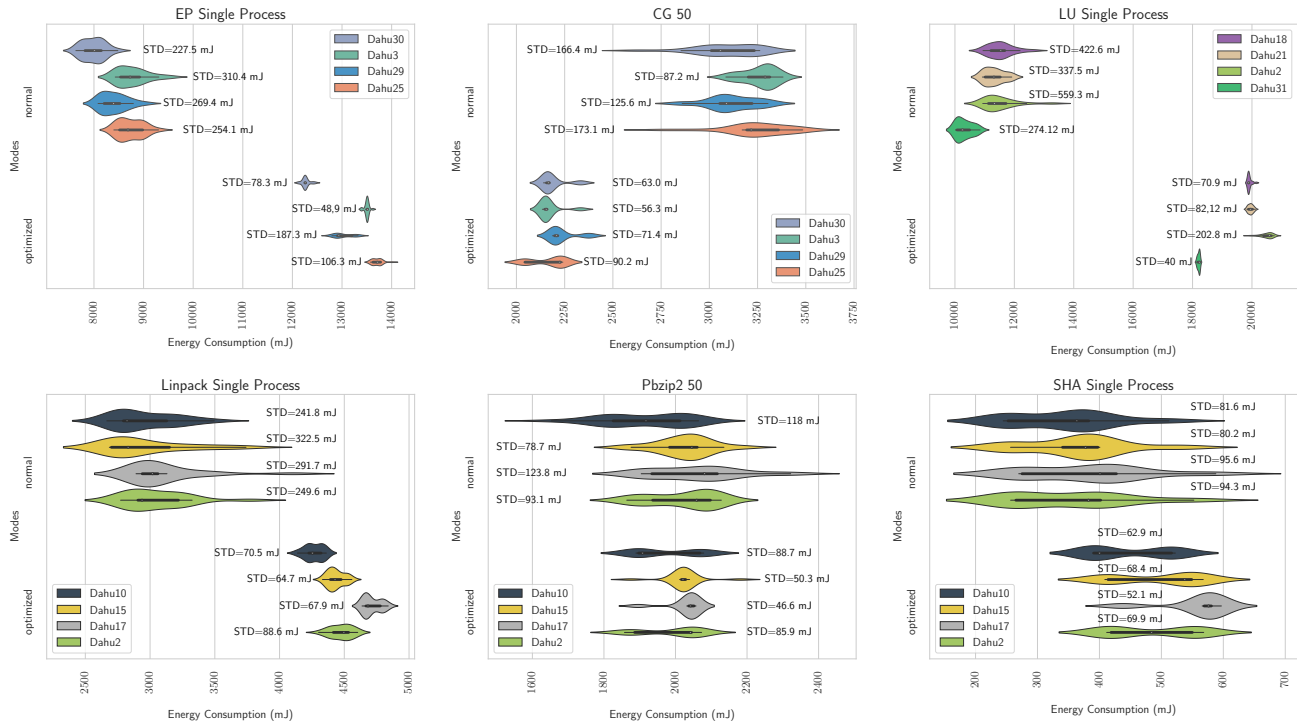 EP Single Process
STD=227.5 mJ
STD=310.4 mJ
STD=269.4 mJ
STD=254.1 mJ
STD=78.3 mJ
STD=48,9 mJ
STD=187.3 mJ
STD=106.3 mJ
Dahu30
Dahu3
Dahu29
Dahu25
normal
Modes
optimized
8000
9000
10000
11000
12000
13000
14000
Energy Consumption (mJ)
CG 50
STD=166.4 mJ
STD=87.2 mJ
STD=125.6 mJ
STD=173.1 mJ
STD=63.0 mJ
STD=56.3 mJ
STD=71.4 mJ
STD=90.2 mJ
Dahu30
Dahu3
Dahu29
Dahu25
normal
Modes
optimized
2000
2250
2500
2750
3000
3250
3500
3750
Energy Consumption (mJ)
LU Single Process
STD=422.6 mJ
STD=337.5 mJ
STD=559.3 mJ
STD=274.12 mJ
STD=70.9 mJ
STD=82,12 mJ
STD=202.8 mJ
STD=40 mJ
Dahu18
Dahu21
Dahu2
Dahu31
normal
Modes
optimized
10000
12000
14000
16000
18000
20000
Energy Consumption (mJ)
Linpack Single Process
STD=241.8 mJ
STD=322.5 mJ
STD=291.7 mJ
STD=249.6 mJ
STD=70.5 mJ
STD=64.7 mJ
STD=67.9 mJ
STD=88.6 mJ
Dahu10
Dahu15
Dahu17
Dahu2
normal
Modes
optimized
2500
3000
3500
4000
4500
5000
Energy Consumption (mJ)
Pbzip2 50
STD=118 mJ
STD=78.7 mJ
STD=123.8 mJ
STD=93.1 mJ
STD=88.7 mJ
STD=50.3 mJ
STD=46.6 mJ
STD=85.9 mJ
Dahu10
Dahu15
Dahu17
Dahu2
normal
Modes
optimized
1600
1800
2000
2200
2400
Energy Consumption (mJ)
SHA Single Process
STD=81.6 mJ
STD=80.2 mJ
STD=95.6 mJ
STD=94.3 mJ
STD=62.9 mJ
STD=68.4 mJ
STD=52.1 mJ
STD=69.9 mJ
Dahu10
Dahu15
Dahu17
Dahu2
normal
Modes
optimized
200
300
400
500
600
700
Energy Consumption (mJ)